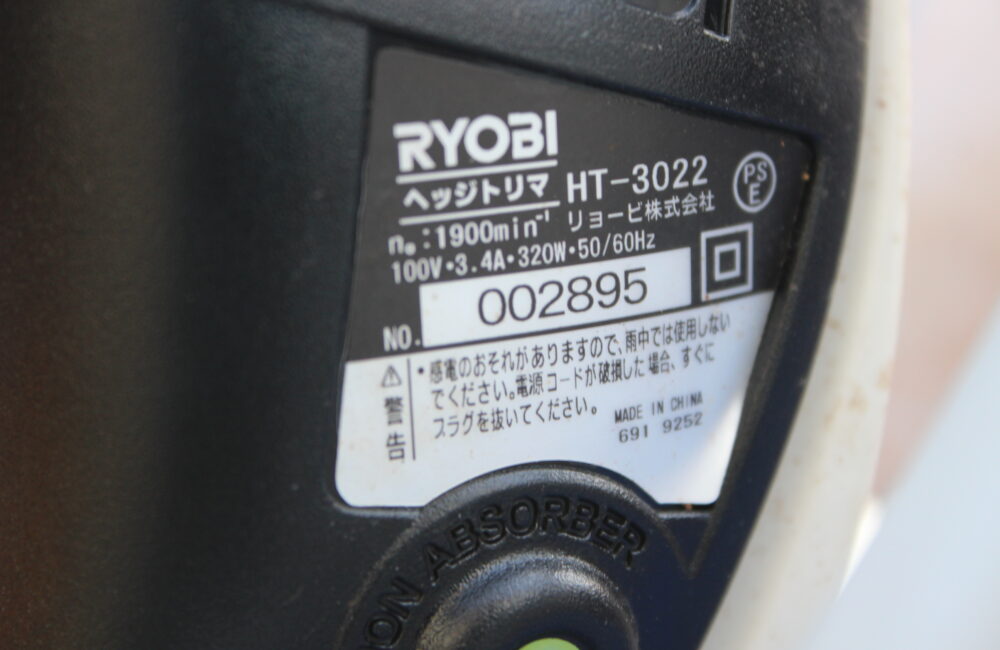 RYOBI
ヘッジトリマ HT-3022
PS
E
リョービ株式会社
n₀:1900min⁻¹
100V・3.4A・320W・50/60Hz
NO. 002895
警告
・感電のおそれがありますので、雨中では使用しない
でください。電源コードが破損した場合、すぐに
プラグを抜いてください。
MADE IN CHINA
691 9252
ION ABSORBER